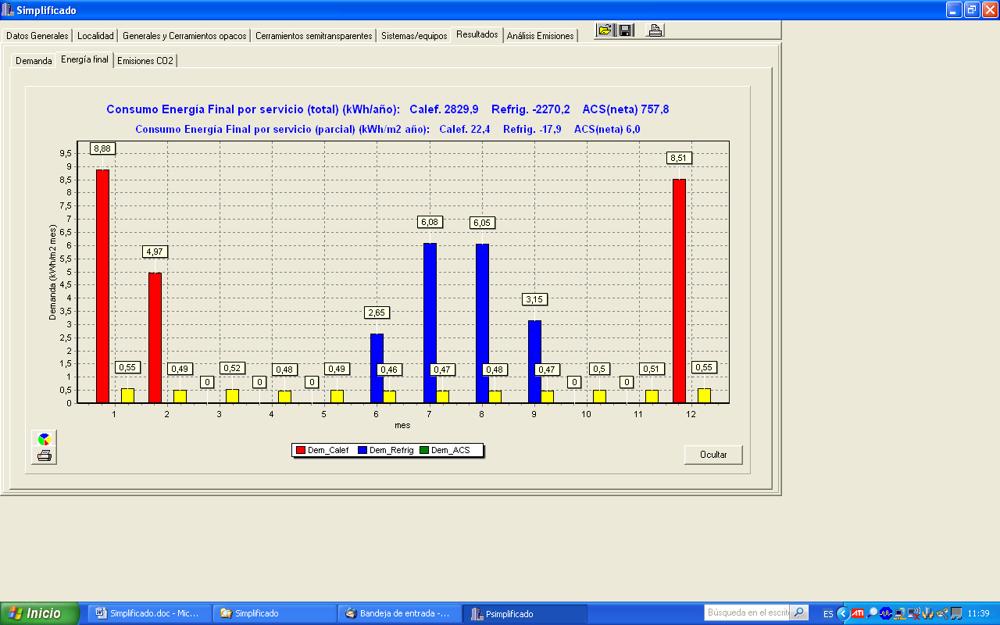 Simplificado
Datos Generales Localidad Generales y Cerramientos opacos Cerramientos semitransparentes Sistemas/equipos Resultados Análisis Emisiones
Demanda Energía final Emisiones CO2
Consumo Energía Final por servicio (total) (kWh/año): Calef. 2829,9 Refrig. -2270,2 ACS(neta) 757,8
Consumo Energía Final por servicio (parcial) (kWh/m2 año): Calef. 22,4 Refrig. -17,9 ACS(neta) 6,0
Demanda (kWh/m2 mes)
9,5
9
8,5
8
7,5
7
6,5
6
5,5
5
4,5
4
3,5
3
2,5
2
1,5
1
0,5
0
8,88 0,55 4,97 0,49 0 0,52 0 0,48 0 0,49 2,65 0,46 6,08 0,47 6,05 0,48 3,15 0,47 0 0,5 0 0,51 8,51 0,55
1 2 3 4 5 6 7 8 9 10 11 12
mes
Dem_Calef Dem_Refrig Dem_ACS
Ocultar
Inicio Simplificado.doc - Mic... Simplificado Bandeja de entrada -... Psimplificado Búsqueda en el escrit ES ATI 11:39